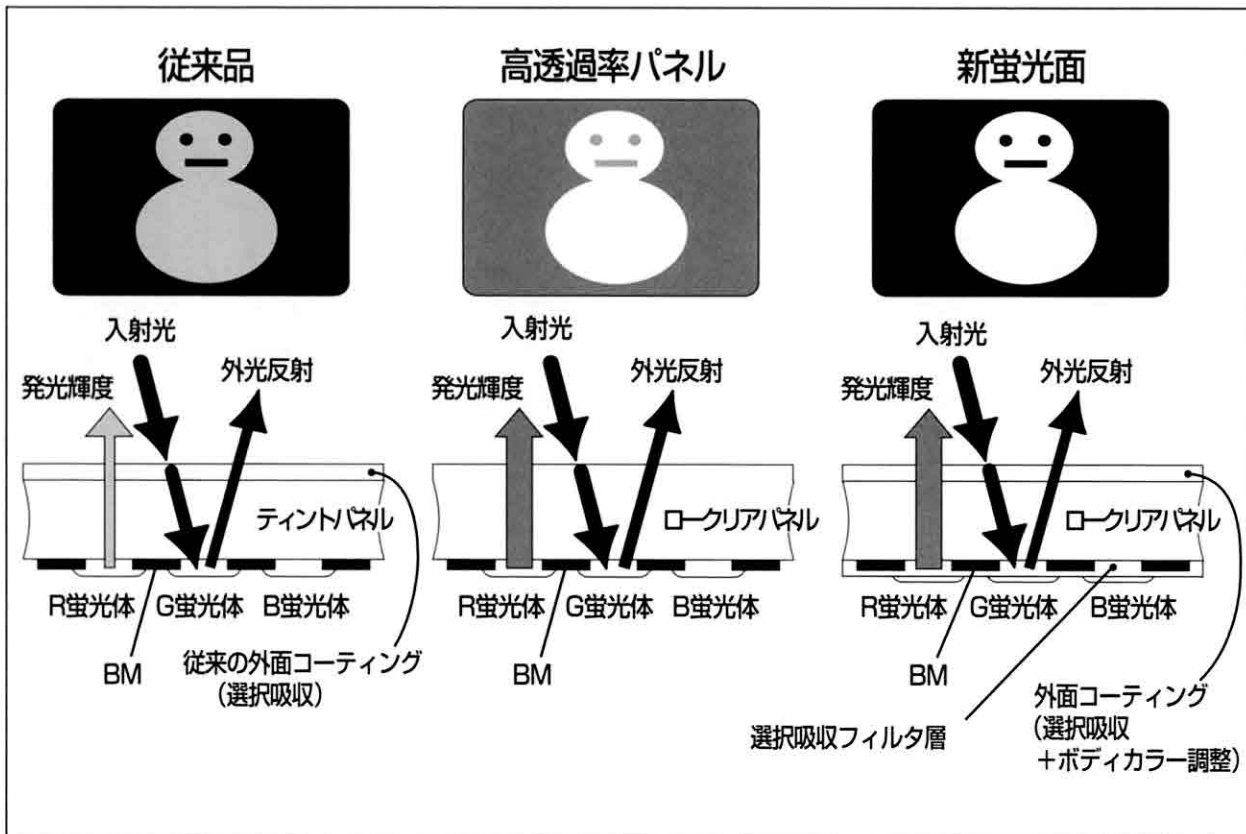 従来品
入射光
発光輝度
外光反射
ティントパネル
R蛍光体
G蛍光体
B蛍光体
BM
従来の外面コーティング
(選択吸収)
高透過率パネル
入射光
発光輝度
外光反射
ロークリアパネル
R蛍光体
G蛍光体
B蛍光体
BM
新蛍光面
入射光
発光輝度
外光反射
ロークリアパネル
R蛍光体
G蛍光体
B蛍光体
BM
選択吸収フィルタ層
外面コーティング
(選択吸収
+ボディカラー調整)